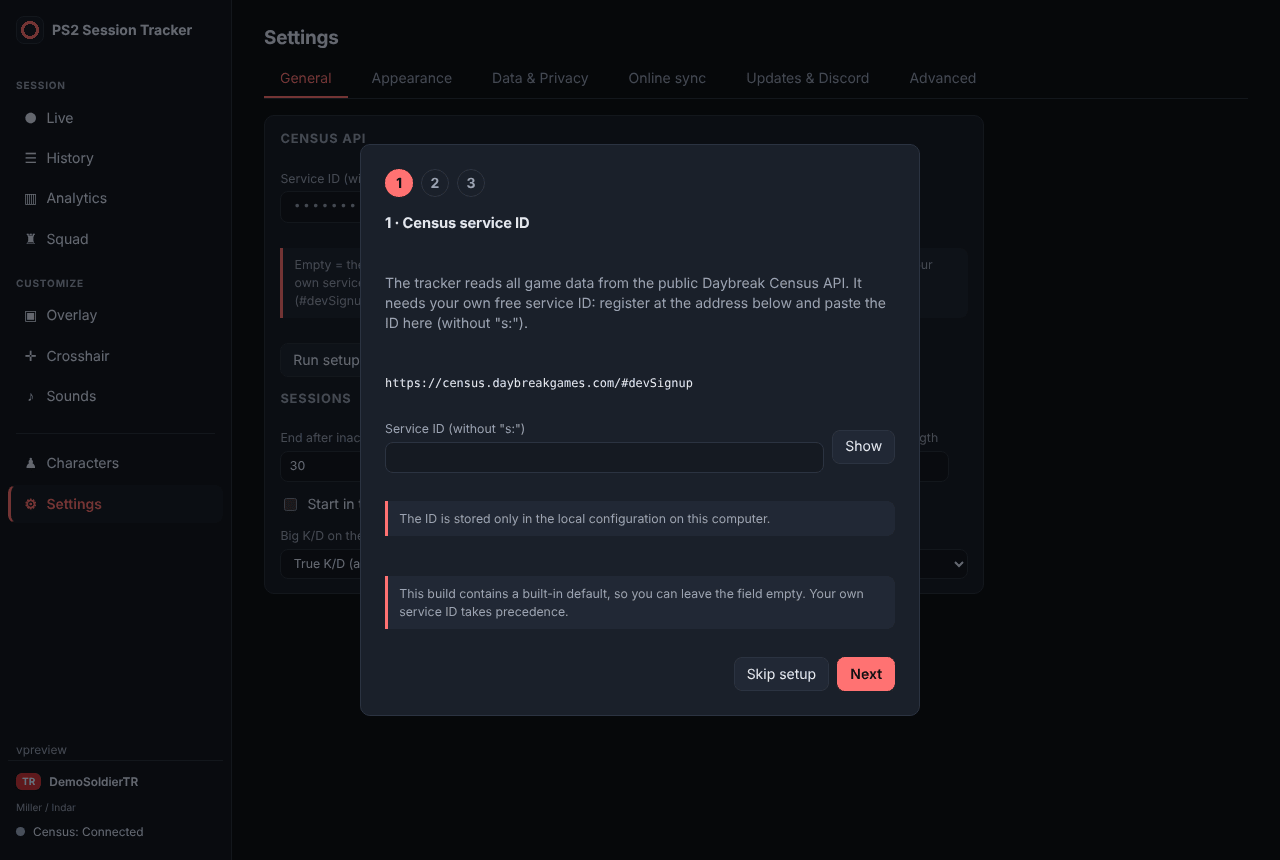 PS2 Session Tracker
SESSION
Live
History
Analytics
Squad
CUSTOMIZE
Overlay
Crosshair
Sounds
Characters
Settings
vpreview
TR DemoSoldierTR
Miller / Indar
Census: Connected
Settings
General Appearance Data & Privacy Online sync Updates & Discord Advanced
CENSUS API
Service ID
Empty =
own service
Run setup
SESSIONS
End after
30
Start in
Big K/D on the
True K/D
1 2 3
1 · Census service ID
The tracker reads all game data from the public Daybreak Census API. It
needs your own free service ID: register at the address below and paste the
ID here (without "s:").
https://census.daybreakgames.com/#devSignup
Service ID (without "s:")
Show
The ID is stored only in the local configuration on this computer.
This build contains a built-in default, so you can leave the field empty. Your own
service ID takes precedence.
Skip setup Next